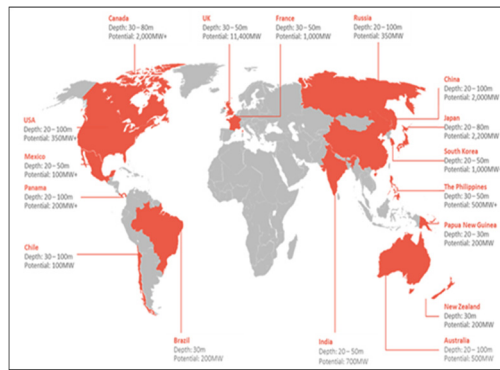 Canada
Depth: 30 – 80m
Potential: 2,000MW+
UK
Depth: 30 – 50m
Potential: 11,400MW
France
Depth: 30 – 50m
Potential: 1,000MW
Russia
Depth: 20 – 100m
Potential: 350MW
China
Depth: 20 – 100m
Potential: 2,000MW
Japan
Depth: 20 – 80m
Potential: 2,200MW
South Korea
Depth: 20 – 50m
Potential: 1,000MW+
The Philippines
Depth: 30 – 50m
Potential: 500MW+
Papua New Guinea
Depth: 20 – 30m
Potential: 200MW
New Zealand
Depth: 30m
Potential: 200MW
Australia
Depth: 20 – 100m
Potential: 500MW
India
Depth: 20 – 50m
Potential: 700MW
Brazil
Depth: 30m
Potential: 200MW
Chile
Depth: 30 – 100m
Potential: 100MW
Panama
Depth: 20 – 100m
Potential: 200MW+
Mexico
Depth: 20 – 50m
Potential: 100MW+
USA
Depth: 20 – 100m
Potential: 350MW+